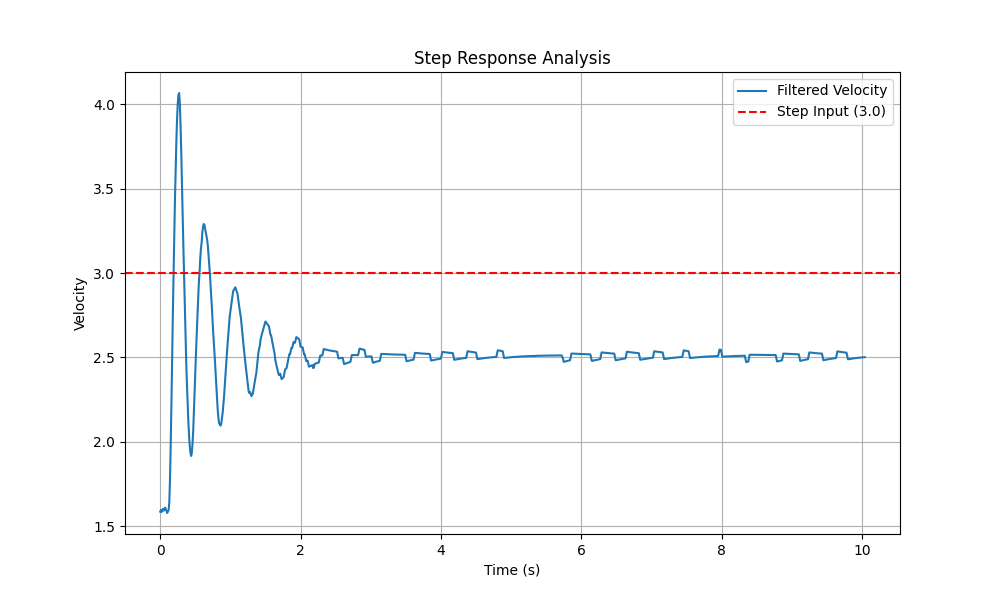 Step Response Analysis
Filtered Velocity
Step Input (3.0)
Velocity
4.0
3.5
3.0
2.5
2.0
1.5
0
2
4
6
8
10
Time (s)